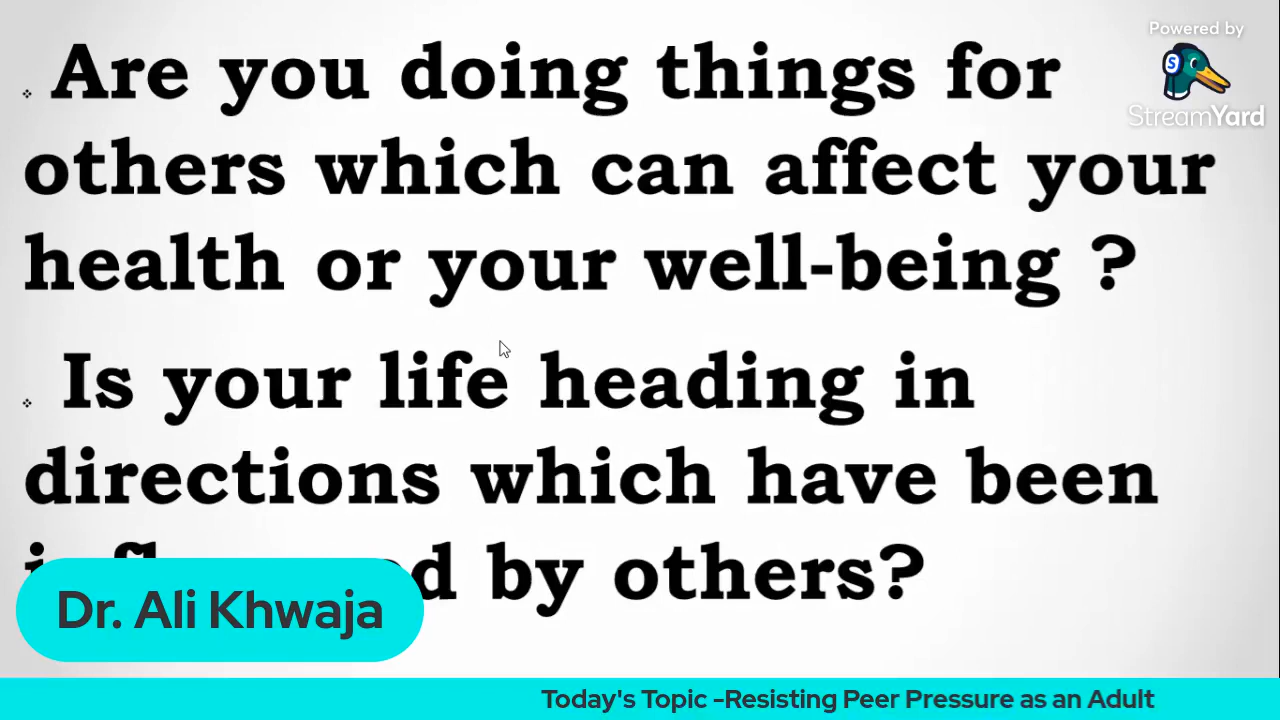 Powered by
StreamYard
Are you doing things for
others which can affect your
health or your well-being ?
Is your life heading in
directions which have been
by others?
Dr. Ali Khwaja
Today's Topic -Resisting Peer Pressure as an Adult